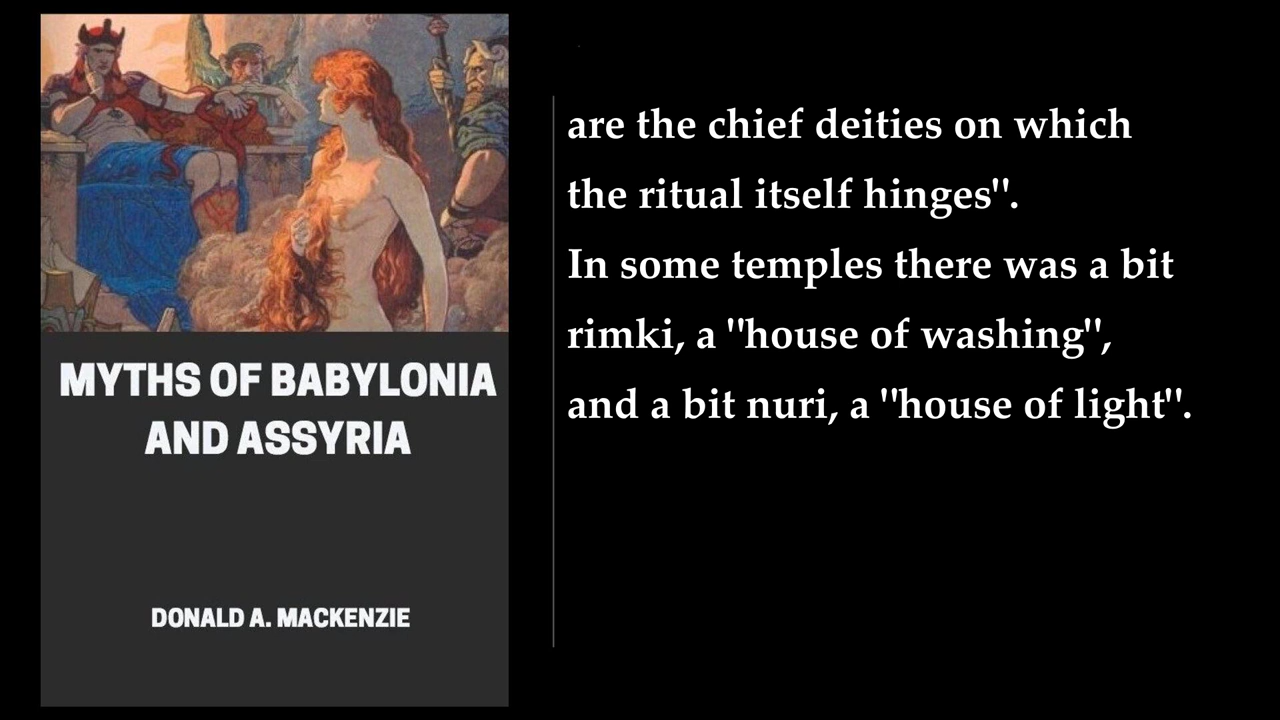 MYTHS OF BABYLONIA
AND ASSYRIA
DONALD A. MACKENZIE
are the chief deities on which
the ritual itself hinges".
In some temples there was a bit
rimki, a "house of washing",
and a bit nuri, a "house of light".